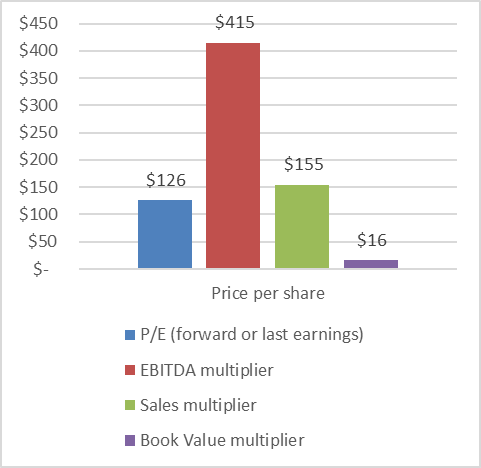 $450
$400
$350
$300
$250
$200
$150
$100
$50
$-
$126
$415
$155
$16
Price per share
P/E (forward or last earnings)
EBITDA multiplier
Sales multiplier
Book Value multiplier